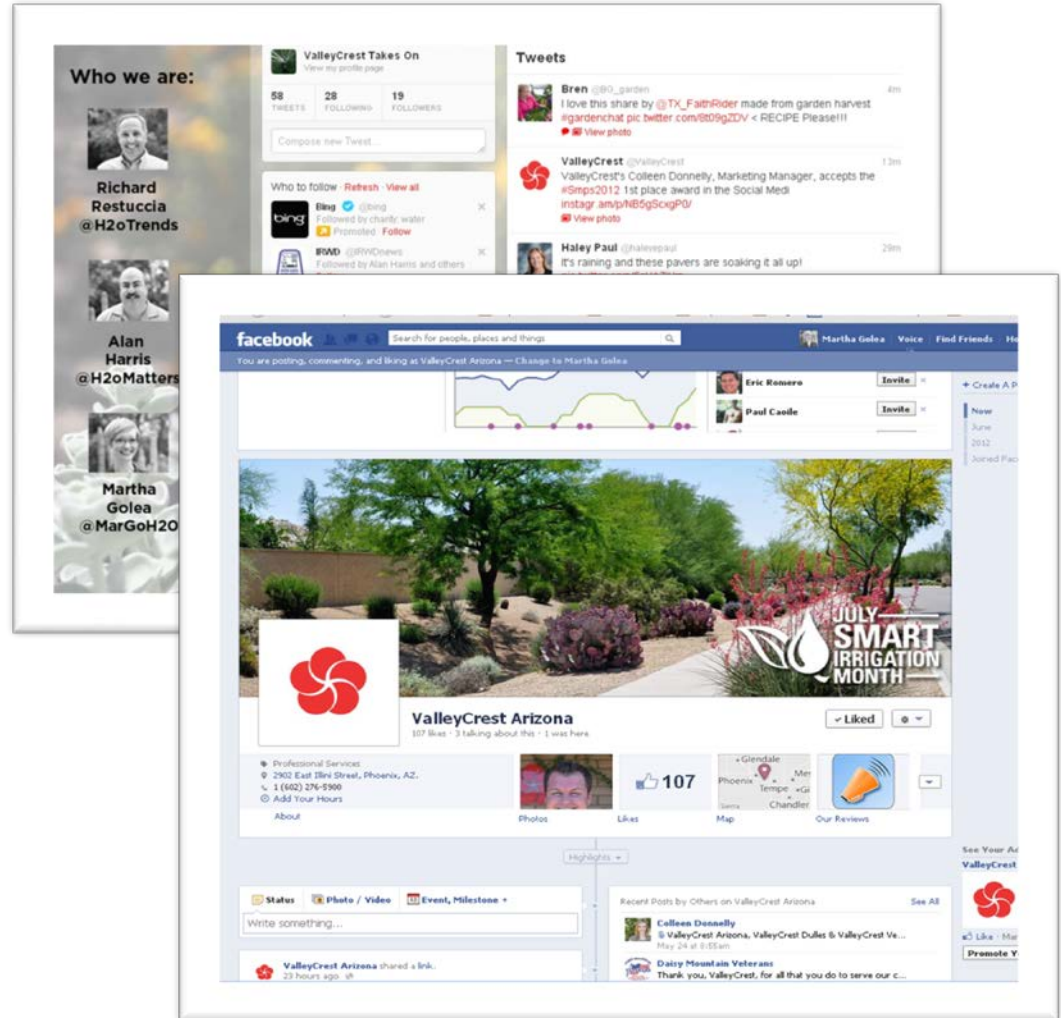 Who we are:
Richard
Restuccia
@H2oTrends
Alan
Harris
@H2oMatters
Martha
Golea
@MarGoH2O
ValleyCrest Takes On
View my profile page
58
TWEETS
28
FOLLOWING
19
FOLLOWERS
Compose new Tweet...
Who to follow · Refresh · View all
Bing @bing
Followed by charity: water
Promoted · Follow
bing
IRWD @IRWDnews
Followed by Alan Harris and others
Tweets
Bren @BG_garden 4m
I love this share by @TX_FaithRider made from garden harvest
#gardenchat pic.twitter.com/8t09gZDV < RECIPE Please!!!
View photo
ValleyCrest @ValleyCrest 13m
ValleyCrest's Colleen Donnelly, Marketing Manager, accepts the
#Smps2012 1st place award in the Social Medi
instagr.am/p/NB5gScxgP0/
View photo
Haley Paul @halevepaul 29m
It's raining and these pavers are soaking it all up!
facebook
Search for people, places and things
Martha Golea Voice Find Friends Ho
You are posting, commenting, and liking as ValleyCrest Arizona — Change to Martha Golea
Eric Romero Invite ×
Paul Caoile Invite ×
+ Create A P
Now
June
2012
Joined Fac
JULY
SMART
IRRIGATION
MONTH
ValleyCrest Arizona
107 likes · 3 talking about this · 1 was here
Liked
Professional Services
2902 East Illini Street, Phoenix, AZ.
1 (602) 276-5900
Add Your Hours
About
Photos
107
Likes
Glendale
Phoenix
Mes
Tempe
Gi
Chandler
Map
Our Reviews
Highlights
Status Photo / Video Event, Milestone +
Write something...
ValleyCrest Arizona shared a link.
23 hours ago
Recent Posts by Others on ValleyCrest Arizona See All
Colleen Donnelly
ValleyCrest Arizona, ValleyCrest Dulles & ValleyCrest Ve...
May 24 at 8:55am
Daisy Mountain Veterans
Thank you, ValleyCrest, for all that you do to serve our c...
See Your Ad
ValleyCrest
Like · Mar
Promote Y